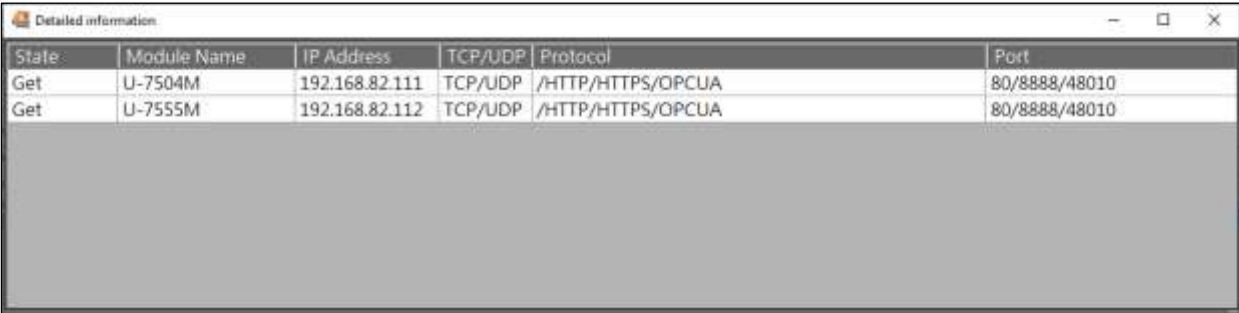 Detailed information
State Module Name IP Address TCP/UDP Protocol Port
Get U-7504M 192.168.82.111 TCP/UDP /HTTP/HTTPS/OPCUA 80/8888/48010
Get U-7555M 192.168.82.112 TCP/UDP /HTTP/HTTPS/OPCUA 80/8888/48010